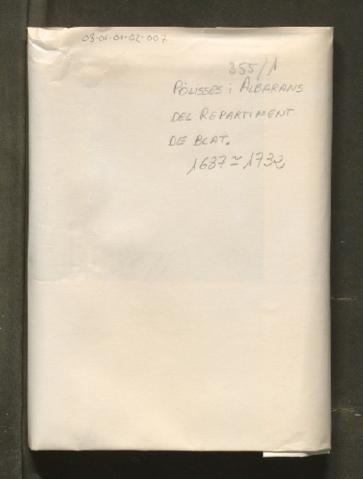 03-01-01-02-007
355/1
Pòlisses i Albarans
del Repartiment
de blat.
1687 = 1732